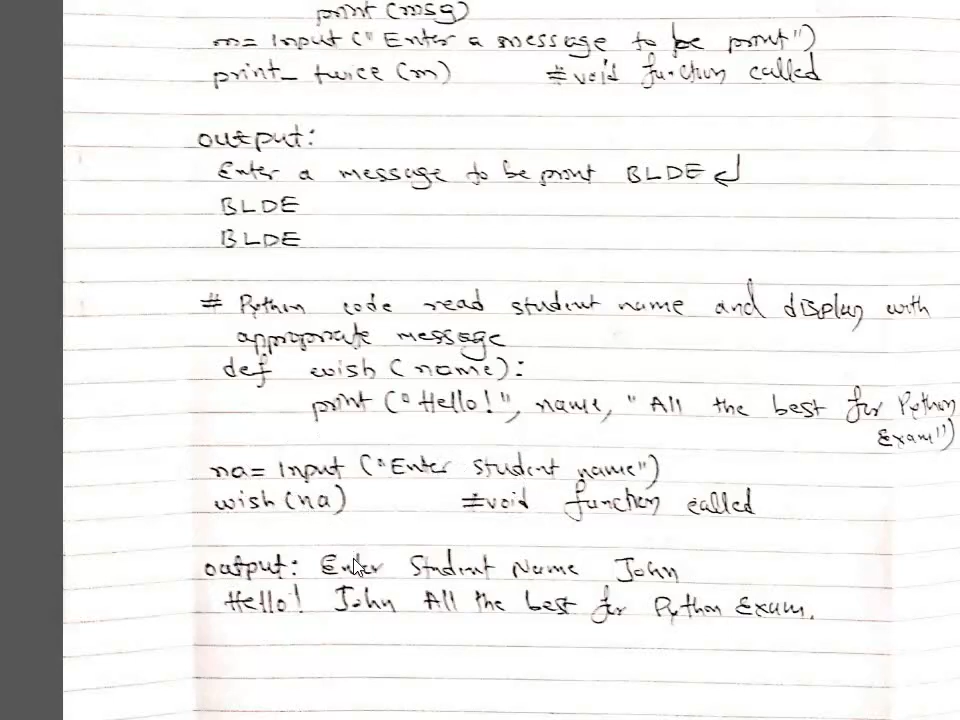 print (msg)
m= Input ("Enter a message to be print")
print_ twice (m) #void function called
output:
Enter a message to be print BLDE
BLDE
BLDE
# Python code read student name and display with
appropriate message
def wish (name):
print ("Hello!", name, "All the best for Python
Exam")
na= Input ("Enter student name")
wish (na) #void function called
output: Enter Student Name John
Hello! John All the best for Python Exam.